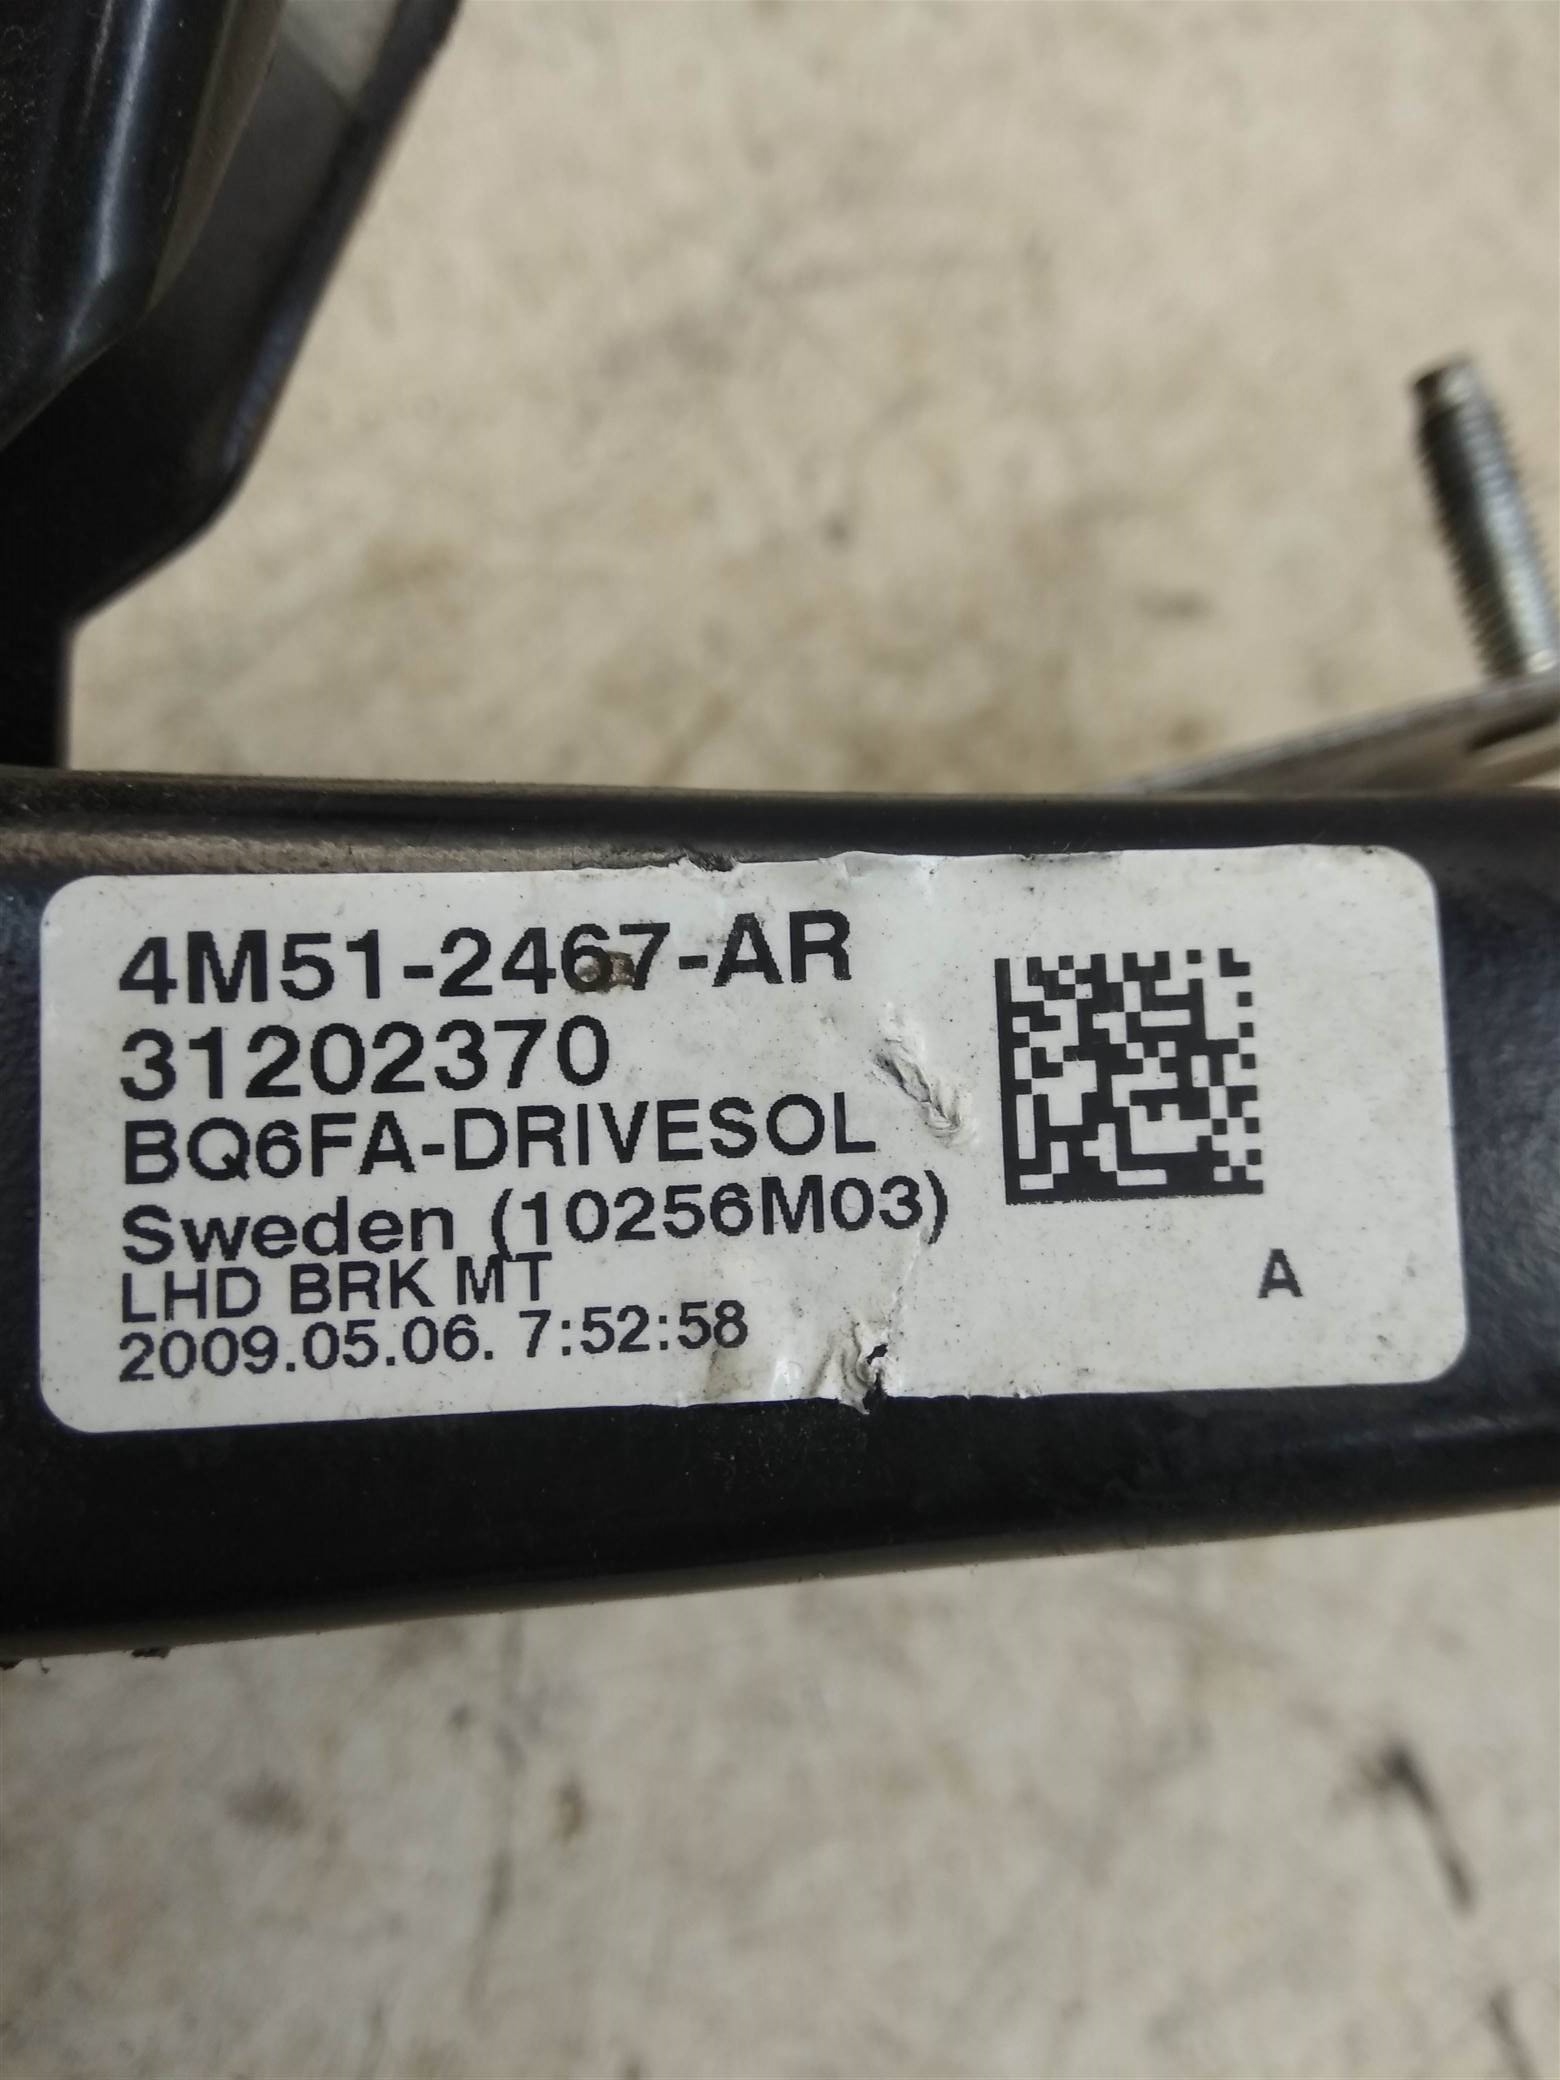 4M51-2467-AR
31202370
BQ6FA-DRIVESOL
Sweden (10256M03)
LHD BRK MT
2009.05.06. 7:52:58
A